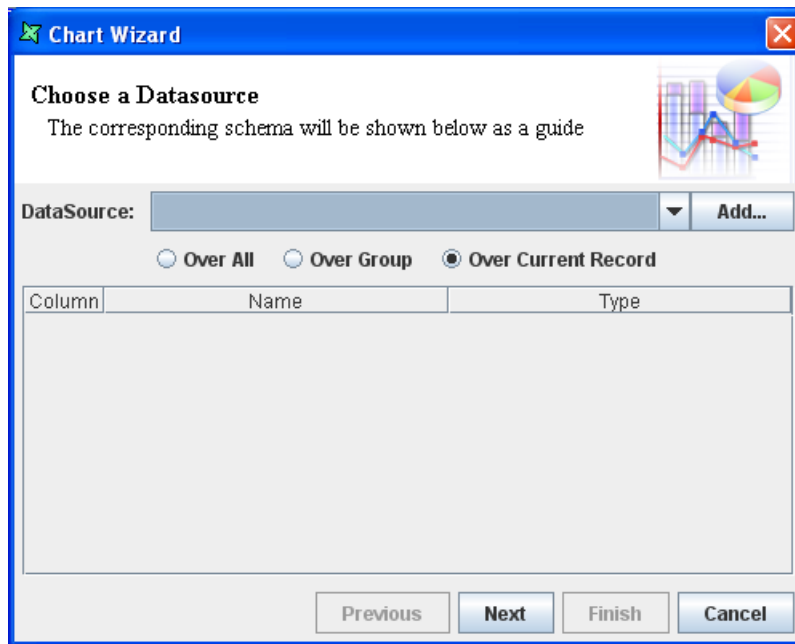 Chart Wizard
Choose a Datasource
The corresponding schema will be shown below as a guide
DataSource: Add...
Over All Over Group Over Current Record
Column Name Type
Previous Next Finish Cancel